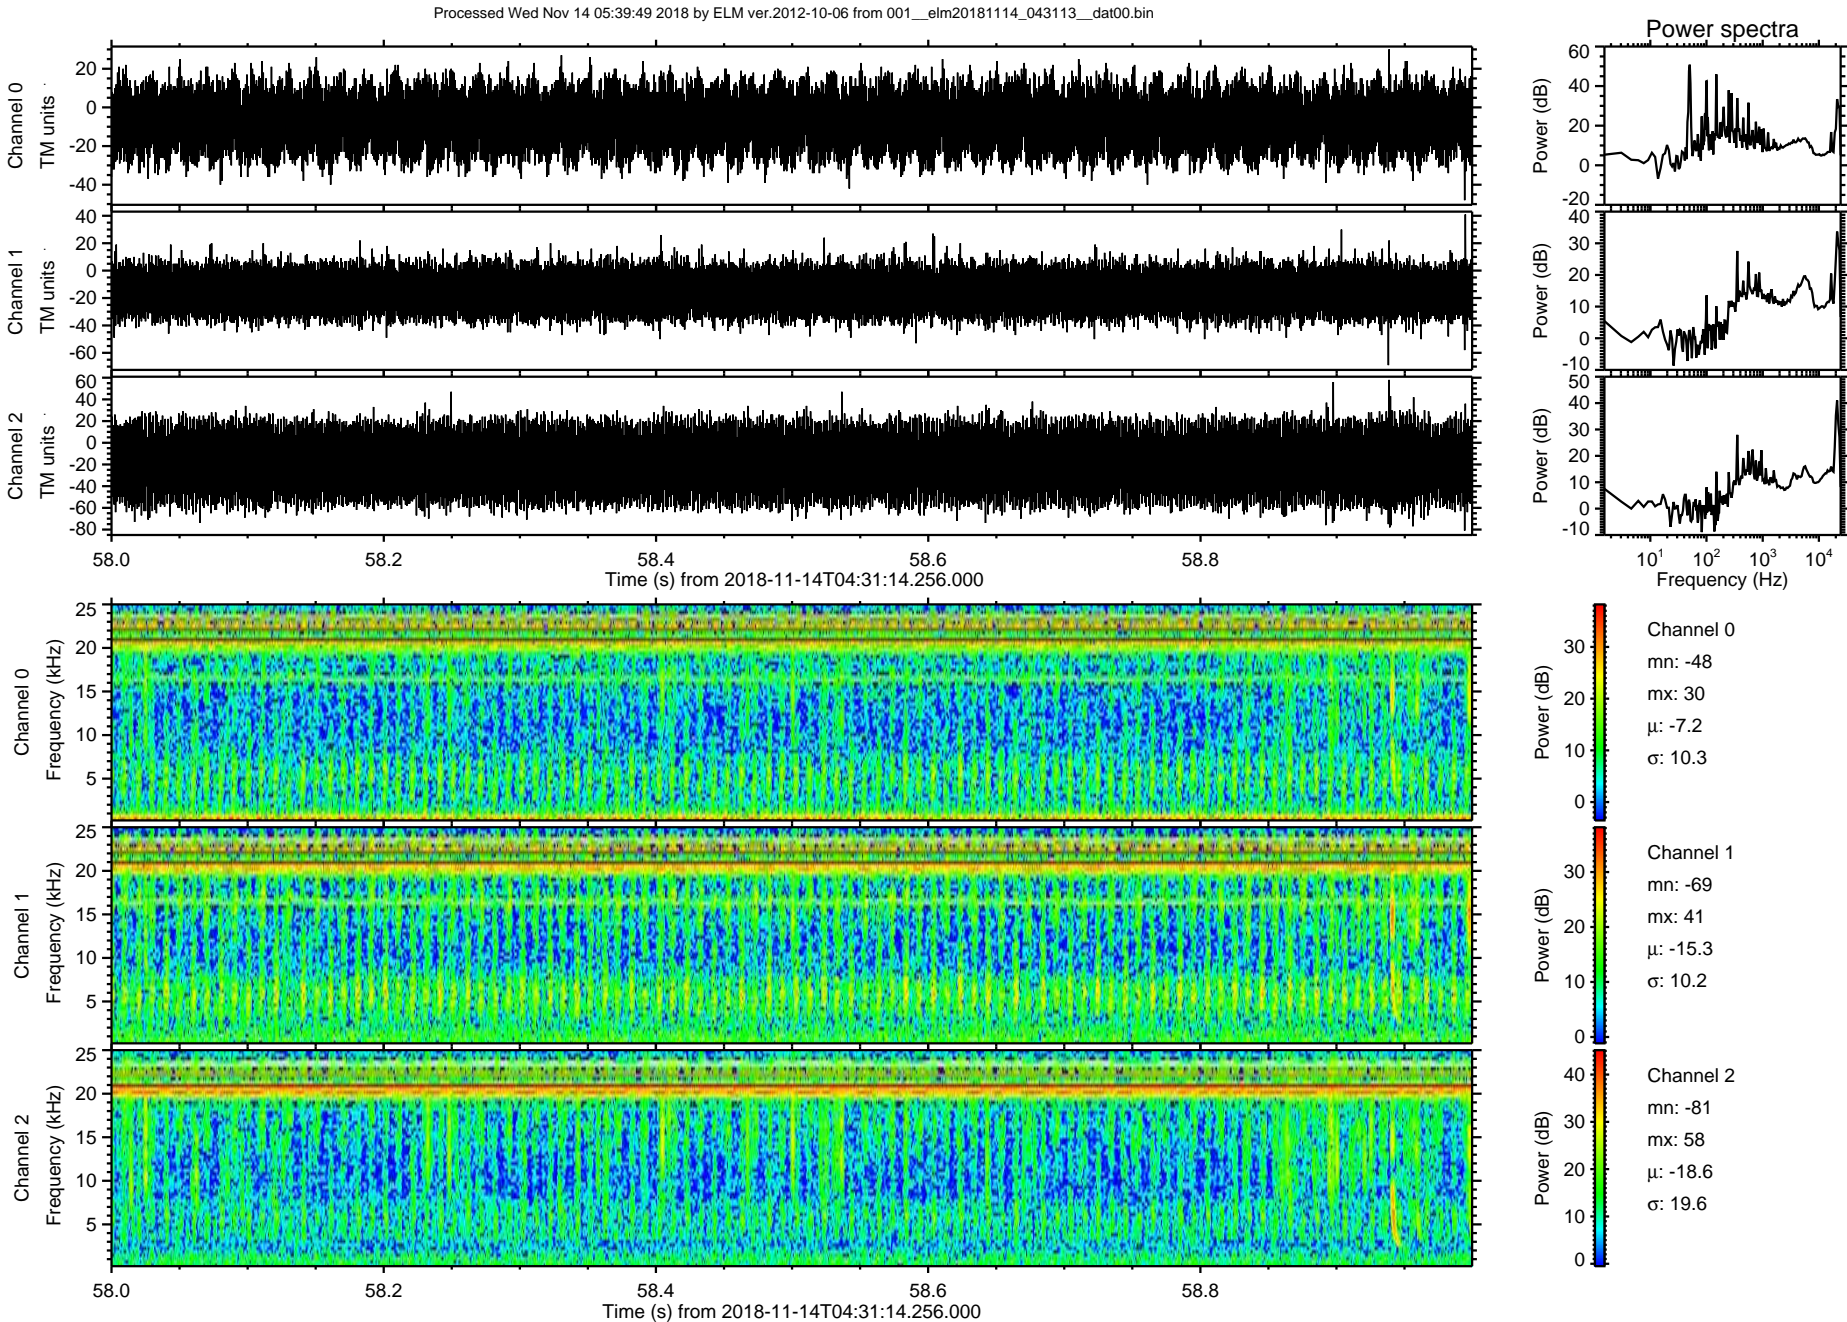 Processed Wed Nov 14 05:39:49 2018 by ELM ver.2012-10-06 from 001__elm20181114_043113__dat00.bin
Power spectra
Channel 0
TM units
20
0
-20
-40
Power (dB)
60
40
20
0
-20
Channel 1
TM units
40
20
0
-20
-40
-60
Power (dB)
40
30
20
10
0
-10
Channel 2
TM units
60
40
20
0
-20
-40
-60
-80
Power (dB)
50
40
30
20
10
0
-10
58.0 58.2 58.4 58.6 58.8
Time (s) from 2018-11-14T04:31:14.256.000
10^1 10^2 10^3 10^4
Frequency (Hz)
Channel 0
Frequency (kHz)
25
20
15
10
5
Power (dB)
30
20
10
0
Channel 0
mn: -48
mx: 30
μ: -7.2
σ: 10.3
Channel 1
Frequency (kHz)
25
20
15
10
5
Power (dB)
30
20
10
0
Channel 1
mn: -69
mx: 41
μ: -15.3
σ: 10.2
Channel 2
Frequency (kHz)
25
20
15
10
5
Power (dB)
40
30
20
10
0
Channel 2
mn: -81
mx: 58
μ: -18.6
σ: 19.6
58.0 58.2 58.4 58.6 58.8
Time (s) from 2018-11-14T04:31:14.256.000